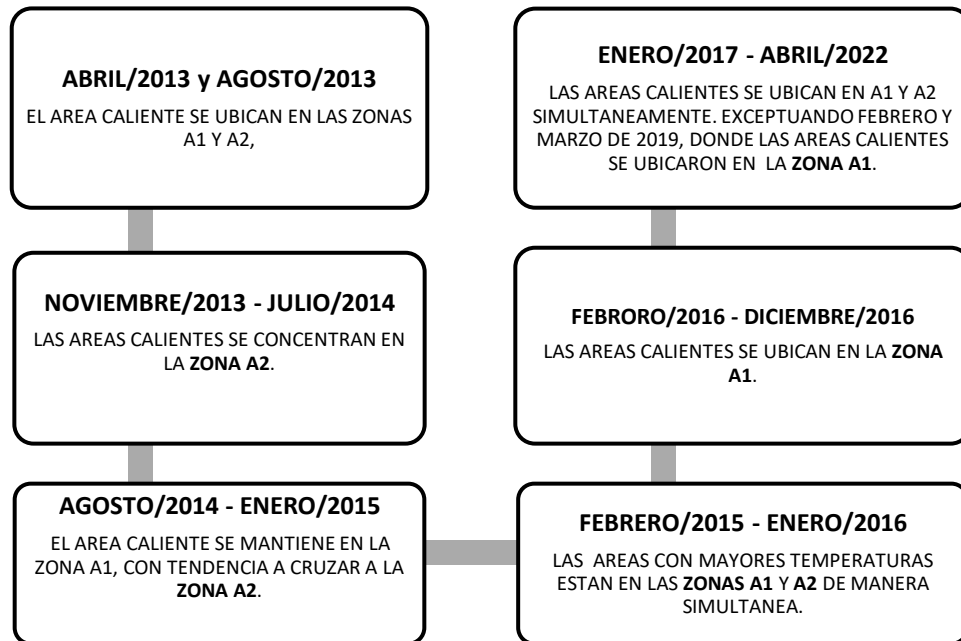 ABRIL/2013 y AGOSTO/2013
EL AREA CALIENTE SE UBICAN EN LAS ZONAS
A1 Y A2,
NOVIEMBRE/2013 - JULIO/2014
LAS AREAS CALIENTES SE CONCENTRAN EN
LA ZONA A2.
AGOSTO/2014 - ENERO/2015
EL AREA CALIENTE SE MANTIENE EN LA
ZONA A1, CON TENDENCIA A CRUZAR A LA
ZONA A2.
FEBRERO/2015 - ENERO/2016
LAS AREAS CON MAYORES TEMPERATURAS
ESTAN EN LAS ZONAS A1 Y A2 DE MANERA
SIMULTANEA.
FEBRORO/2016 - DICIEMBRE/2016
LAS AREAS CALIENTES SE UBICAN EN LA ZONA
A1.
ENERO/2017 - ABRIL/2022
LAS AREAS CALIENTES SE UBICAN EN A1 Y A2
SIMULTANEAMENTE. EXCEPTUANDO FEBRERO Y
MARZO DE 2019, DONDE LAS AREAS CALIENTES
SE UBICARON EN LA ZONA A1.